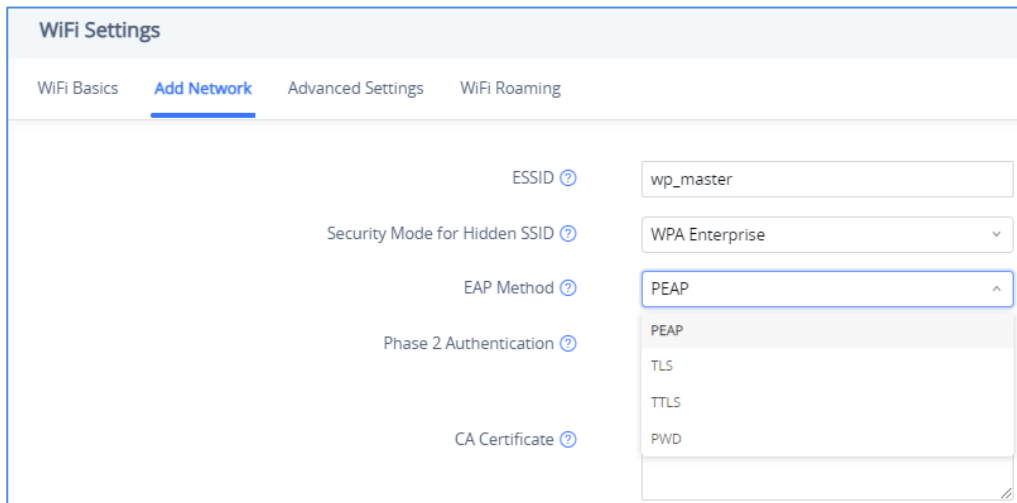 WiFi Settings
WiFi Basics Add Network Advanced Settings WiFi Roaming
ESSID wp_master
Security Mode for Hidden SSID WPA Enterprise
EAP Method PEAP
PEAP
Phase 2 Authentication
TLS
TTLS
CA Certificate PWD